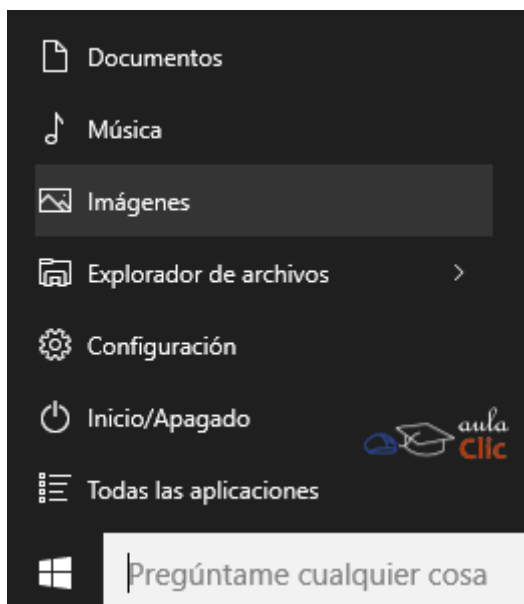 Documentos
Música
Imágenes
Explorador de archivos
Configuración
Inicio/Apagado
aula
Clic
Todas las aplicaciones
Pregúntame cualquier cosa